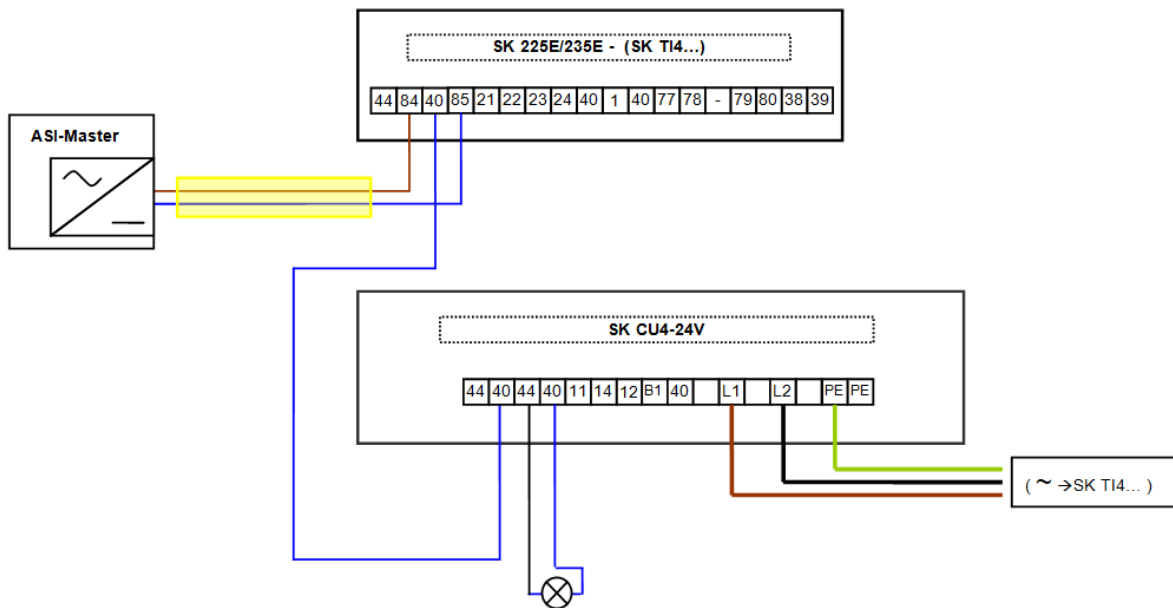 SK 225E/235E - (SK TI4...)
44 84 40 85 21 22 23 24 40 1 40 77 78 - 79 80 38 39
ASI-Master
SK CU4-24V
44 40 44 40 11 14 12 B1 40 L1 L2 PE PE
( ~ →SK TI4... )